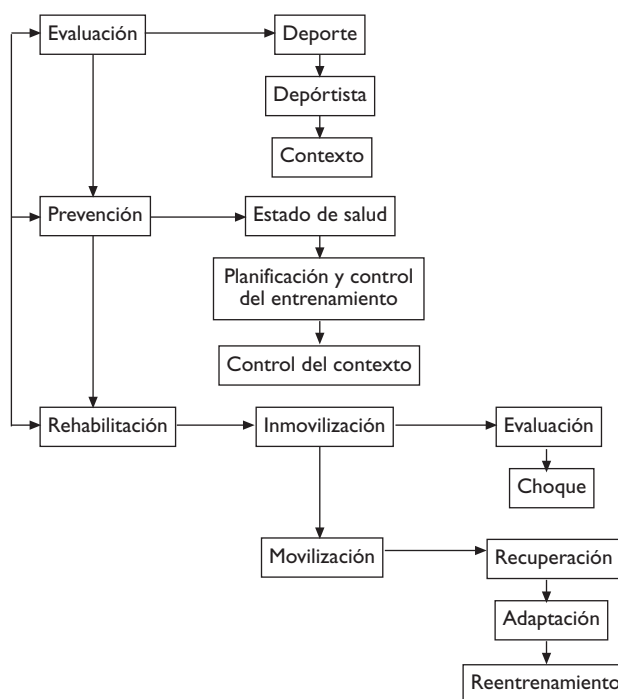 Evaluación
Deporte
Depórtista
Contexto
Prevención
Estado de salud
Planificación y control
del entrenamiento
Control del contexto
Rehabilitación
Inmovilización
Evaluación
Choque
Movilización
Recuperación
Adaptación
Reentrenamiento